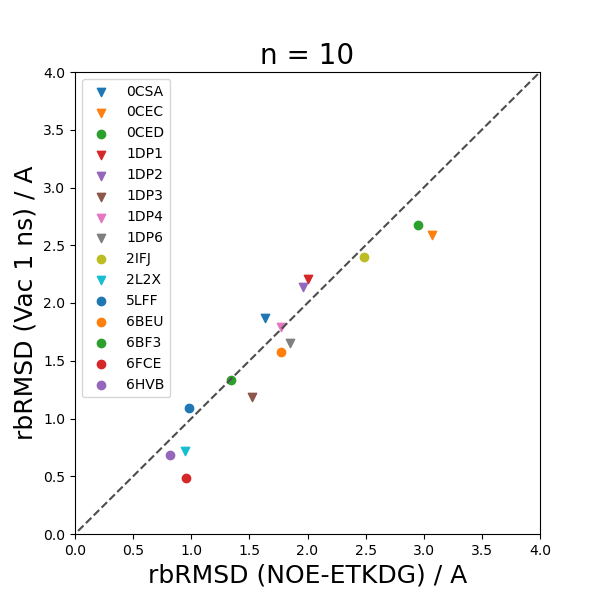 n = 10
rbRMSD (Vac 1 ns) / A
4.0
3.5
3.0
2.5
2.0
1.5
1.0
0.5
0.0
0CSA
0CEC
0CED
1DP1
1DP2
1DP3
1DP4
1DP6
2IFJ
2L2X
5LFF
6BEU
6BF3
6FCE
6HVB
0.0 0.5 1.0 1.5 2.0 2.5 3.0 3.5 4.0
rbRMSD (NOE-ETKDG) / A